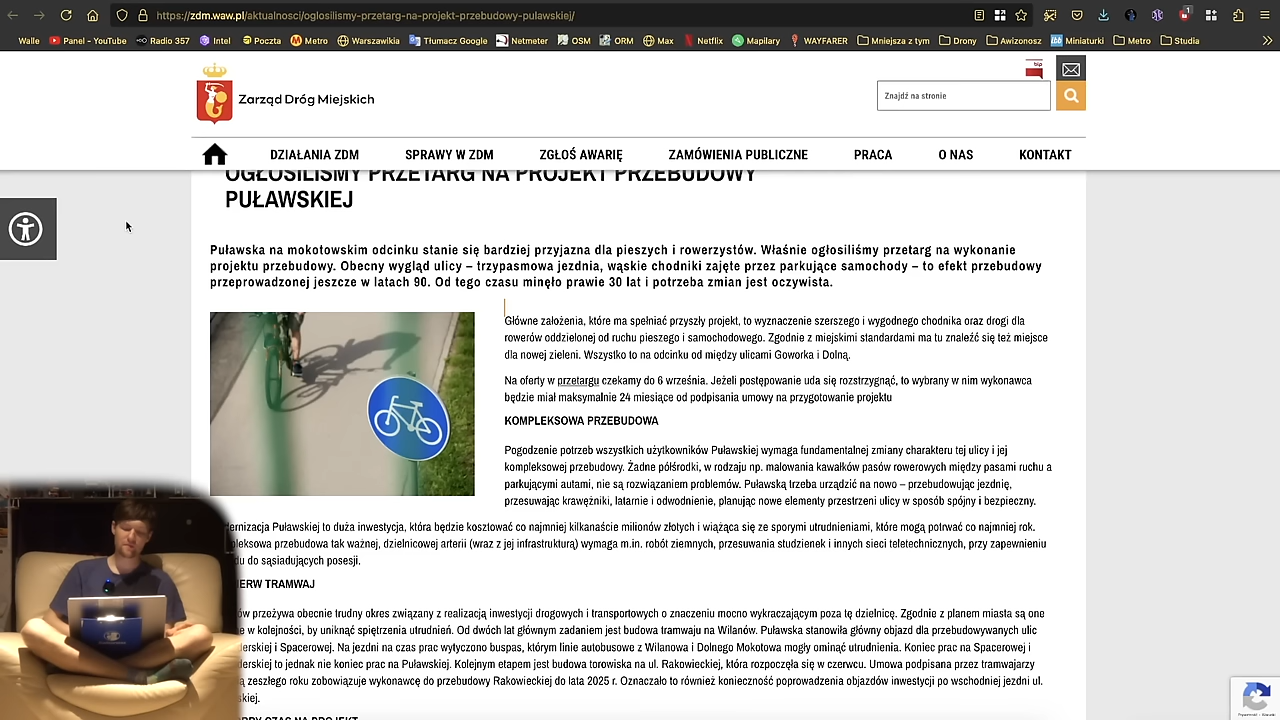 https://zdm.waw.pl/aktualnosci/oglosilismy-przetarg-na-projekt-przebudowy-pulawskiej/
Walle Panel - YouTube Radio 357 Intel Poczta Metro Warszawikia Tłumacz Google Netmeter OSM ORM Max Netflix Mapilary WAYFARER Mniejsza z tym Drony Awizonosz Miniaturki Metro Studia
bip
Zarząd Dróg Miejskich
Znajdź na stronie
DZIAŁANIA ZDM SPRAWY W ZDM ZGŁOŚ AWARIĘ ZAMÓWIENIA PUBLICZNE PRACA O NAS KONTAKT
OGŁOSILIŚMY PRZETARG NA PROJEKT PRZEBUDOWY
PUŁAWSKIEJ
Puławska na mokotowskim odcinku stanie się bardziej przyjazna dla pieszych i rowerzystów. Właśnie ogłosiliśmy przetarg na wykonanie
projektu przebudowy. Obecny wygląd ulicy – trzypasmowa jezdnia, wąskie chodniki zajęte przez parkujące samochody – to efekt przebudowy
przeprowadzonej jeszcze w latach 90. Od tego czasu minęło prawie 30 lat i potrzeba zmian jest oczywista.
Główne założenia, które ma spełniać przyszły projekt, to wyznaczenie szerszego i wygodnego chodnika oraz drogi dla
rowerów oddzielonej od ruchu pieszego i samochodowego. Zgodnie z miejskimi standardami ma tu znaleźć się też miejsce
dla nowej zieleni. Wszystko to na odcinku od między ulicami Goworka i Dolną.
Na oferty w przetargu czekamy do 6 września. Jeżeli postępowanie uda się rozstrzygnąć, to wybrany w nim wykonawca
będzie miał maksymalnie 24 miesiące od podpisania umowy na przygotowanie projektu
KOMPLEKSOWA PRZEBUDOWA
Pogodzenie potrzeb wszystkich użytkowników Puławskiej wymaga fundamentalnej zmiany charakteru tej ulicy i jej
kompleksowej przebudowy. Żadne półśrodki, w rodzaju np. malowania kawałków pasów rowerowych między pasami ruchu a
parkującymi autami, nie są rozwiązaniem problemów. Puławską trzeba urządzić na nowo – przebudowując jezdnię,
przesuwając krawężniki, latarnie i odwodnienie, planując nowe elementy przestrzeni ulicy w sposób spójny i bezpieczny.
ernizacja Puławskiej to duża inwestycja, która będzie kosztować co najmniej kilkanaście milionów złotych i wiążąca się ze sporymi utrudnieniami, które mogą potrwać co najmniej rok.
pleksowa przebudowa tak ważnej, dzielnicowej arterii (wraz z jej infrastrukturą) wymaga m.in. robót ziemnych, przesuwania studzienek i innych sieci teletechnicznych, przy zapewnieniu
du do sąsiadujących posesji.
ERW TRAMWAJ
ów przeżywa obecnie trudny okres związany z realizacją inwestycji drogowych i transportowych o znaczeniu mocno wykraczającym poza tę dzielnicę. Zgodnie z planem miasta są one
e w kolejności, by uniknąć spiętrzenia utrudnień. Od dwóch lat głównym zadaniem jest budowa tramwaju na Wilanów. Puławska stanowiła główny objazd dla przebudowywanych ulic
derskiej i Spacerowej. Na jezdni na czas prac wytyczono buspas, którym linie autobusowe z Wilanowa i Dolnego Mokotowa mogły ominąć utrudnienia. Koniec prac na Spacerowej i
derskiej to jednak nie koniec prac na Puławskiej. Kolejnym etapem jest budowa torowiska na ul. Rakowieckiej, która rozpoczęła się w czerwcu. Umowa podpisana przez tramwajarzy
ą zeszłego roku zobowiązuje wykonawcę do przebudowy Rakowieckiej do lata 2025 r. Oznaczało to również konieczność poprowadzenia objazdów inwestycji po wschodniej jezdni ul.
skiej.